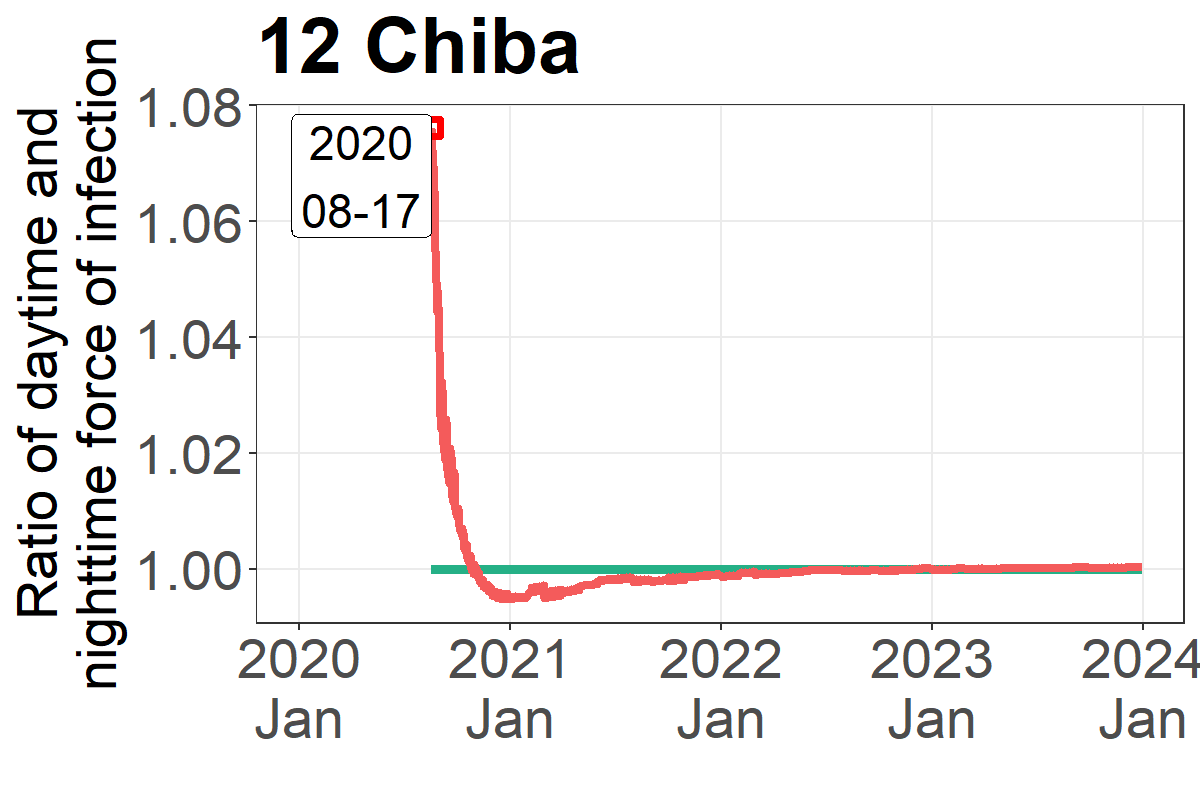 12 Chiba
Ratio of daytime and
nighttime force of infection
1.08
1.06
1.04
1.02
1.00
2020
08-17
2020
Jan
2021
Jan
2022
Jan
2023
Jan
2024
Jan